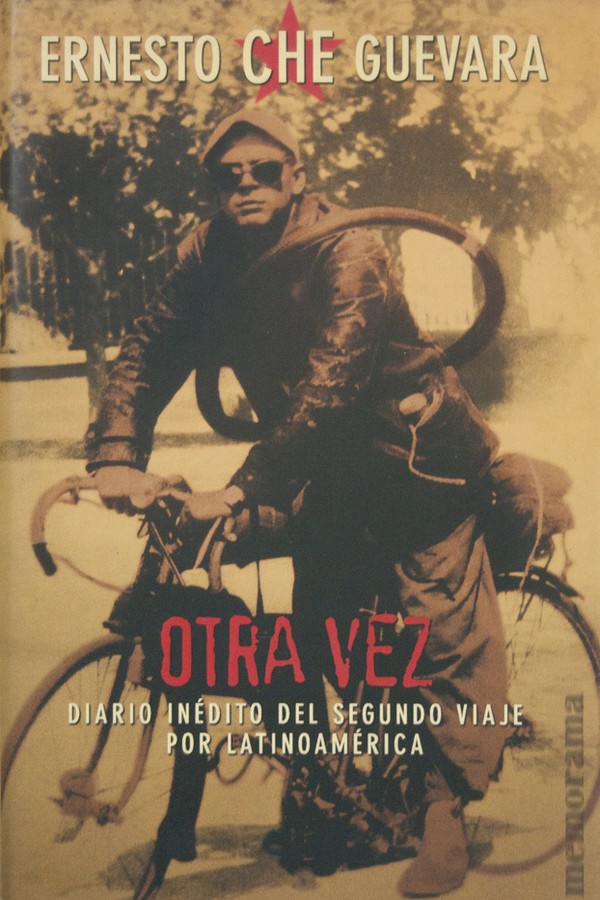 ERNESTO CHE GUEVARA
OTRA VEZ
DIARIO INÉDITO DEL SEGUNDO VIAJE
POR LATINOAMÉRICA
memorama